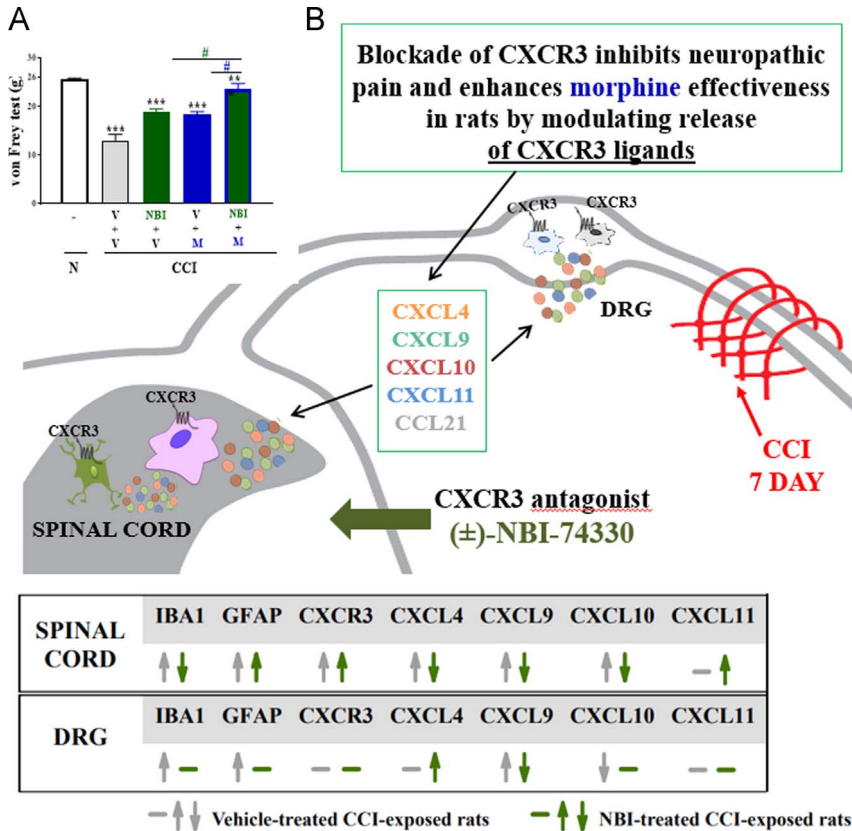 A
B
von Frey test (g)
30
26
20
10
0
***
***
***
**
#
#
-
V
+
V
NBI
+
V
V
+
M
NBI
+
M
N
CCI
Blockade of CXCR3 inhibits neuropathic
pain and enhances morphine effectiveness
in rats by modulating release
of CXCR3 ligands
CXCR3
CXCR3
DRG
CXCL4
CXCL9
CXCL10
CXCL11
CCL21
CXCR3
CXCR3
SPINAL CORD
CCI
7 DAY
CXCR3 antagonist
(±)-NBI-74330
SPINAL
CORD
IBA1 GFAP CXCR3 CXCL4 CXCL9 CXCL10 CXCL11
DRG
IBA1 GFAP CXCR3 CXCL4 CXCL9 CXCL10 CXCL11
Vehicle-treated CCI-exposed rats
NBI-treated CCI-exposed rats